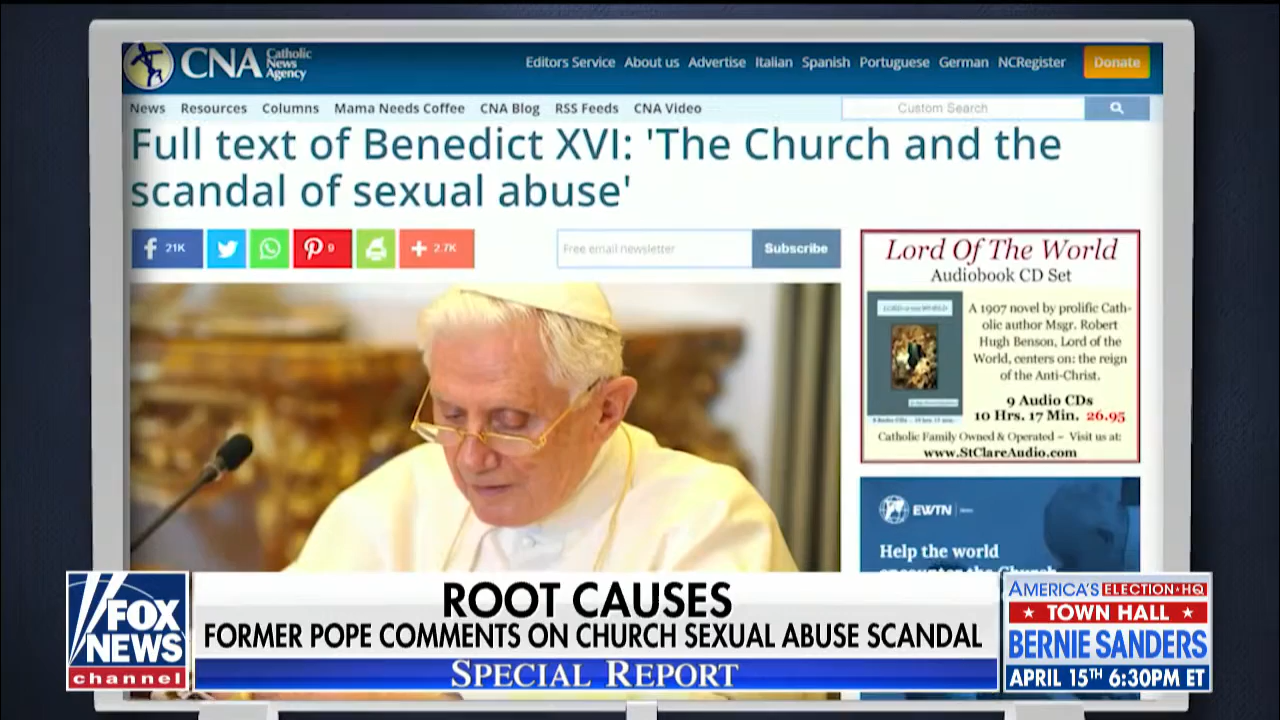 CNA Catholic
News
Agency
Editors Service About us Advertise Italian Spanish Portuguese German NCRegister Donate
News Resources Columns Mama Needs Coffee CNA Blog RSS Feeds CNA Video Custom Search
Full text of Benedict XVI: 'The Church and the
scandal of sexual abuse'
21K 9 2.7K Free email newsletter Subscribe
Lord Of The World
Audiobook CD Set
A 1907 novel by prolific Cath-
olic author Msgr. Robert
Hugh Benson, Lord of the
World, centers on: the reign
of the Anti-Christ.
9 Audio CDs
10 Hrs. 17 Min. 26.95
Catholic Family Owned & Operated ~ Visit us at:
www.StClareAudio.com
EWTN
Help the world
encounter the Church
FOX
NEWS
channel
ROOT CAUSES
FORMER POPE COMMENTS ON CHURCH SEXUAL ABUSE SCANDAL
SPECIAL REPORT
AMERICA'S ELECTION HQ
TOWN HALL
BERNIE SANDERS
APRIL 15TH 6:30PM ET